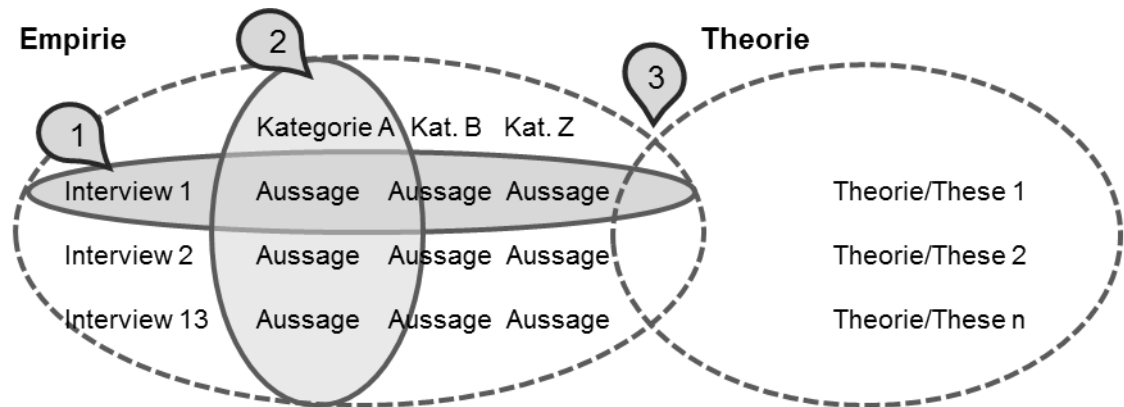 Empirie
Theorie
2
3
1
Kategorie A Kat. B Kat. Z
Interview 1 Aussage Aussage Aussage Theorie/These 1
Interview 2 Aussage Aussage Aussage Theorie/These 2
Interview 13 Aussage Aussage Aussage Theorie/These n